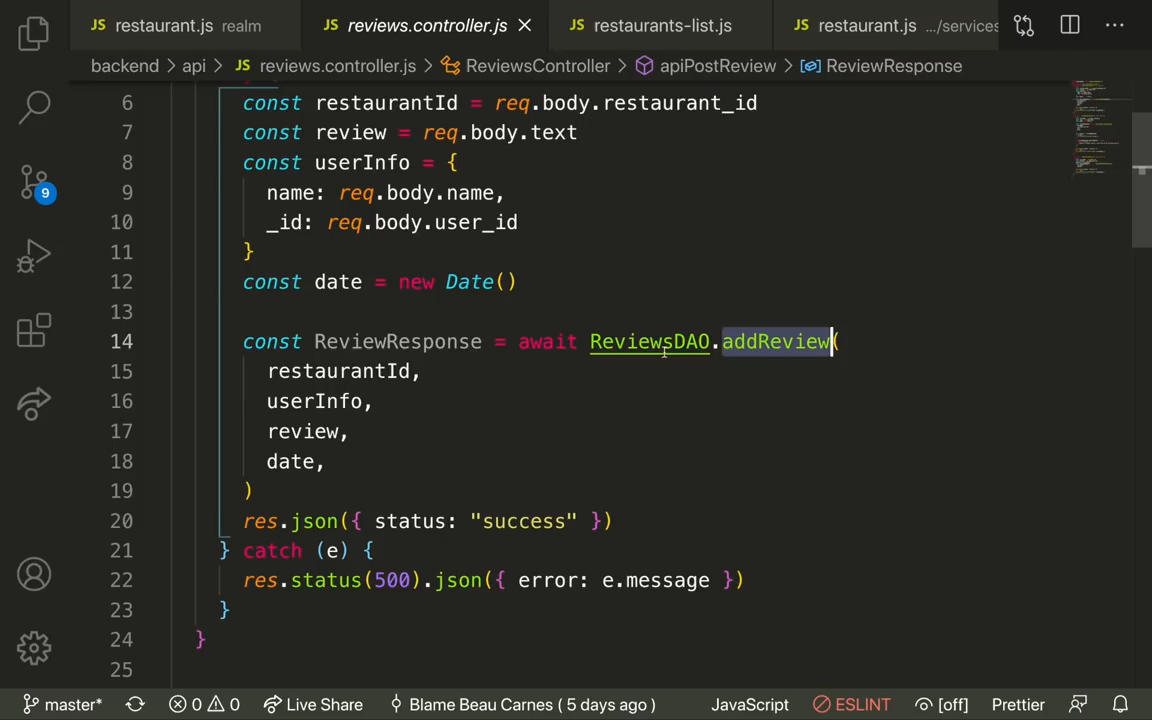 JS restaurant.js realm JS reviews.controller.js JS restaurants-list.js JS restaurant.js .../services
backend > api > JS reviews.controller.js > ReviewsController > apiPostReview > ReviewResponse
6 const restaurantId = req.body.restaurant_id
7 const review = req.body.text
8 const userInfo = {
9 name: req.body.name,
10 _id: req.body.user_id
11 }
12 const date = new Date()
13
14 const ReviewResponse = await ReviewsDAO.addReview(
15 restaurantId,
16 userInfo,
17 review,
18 date,
19 )
20 res.json({ status: "success" })
21 } catch (e) {
22 res.status(500).json({ error: e.message })
23 }
24 }
25
9
master* 0 0 Live Share Blame Beau Carnes ( 5 days ago ) JavaScript ESLINT [off] Prettier